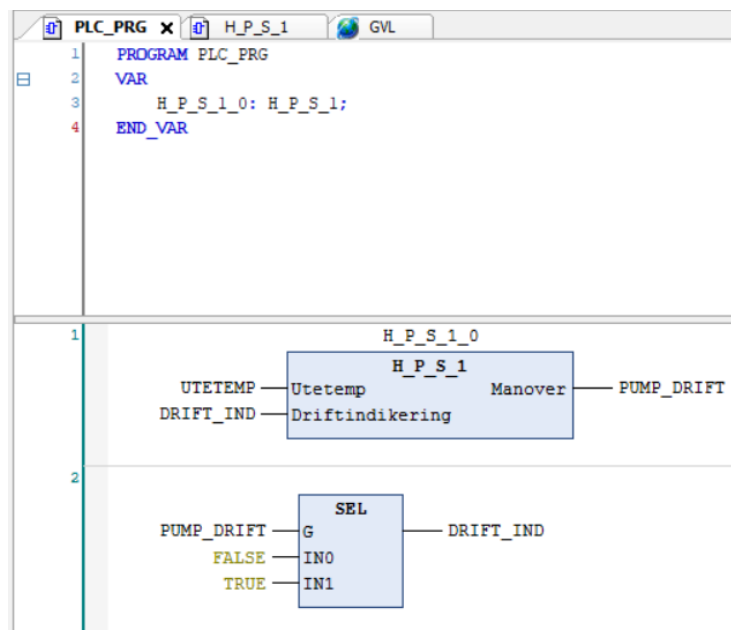 PLC_PRG X H_P_S_1 GVL
1 PROGRAM PLC_PRG
2 VAR
3 H_P_S_1_0: H_P_S_1;
4 END_VAR
1 H_P_S_1_0
H_P_S_1
UTETEMP Utetemp Manover PUMP_DRIFT
DRIFT_IND Driftindikering
2
SEL
PUMP_DRIFT G DRIFT_IND
FALSE IN0
TRUE IN1